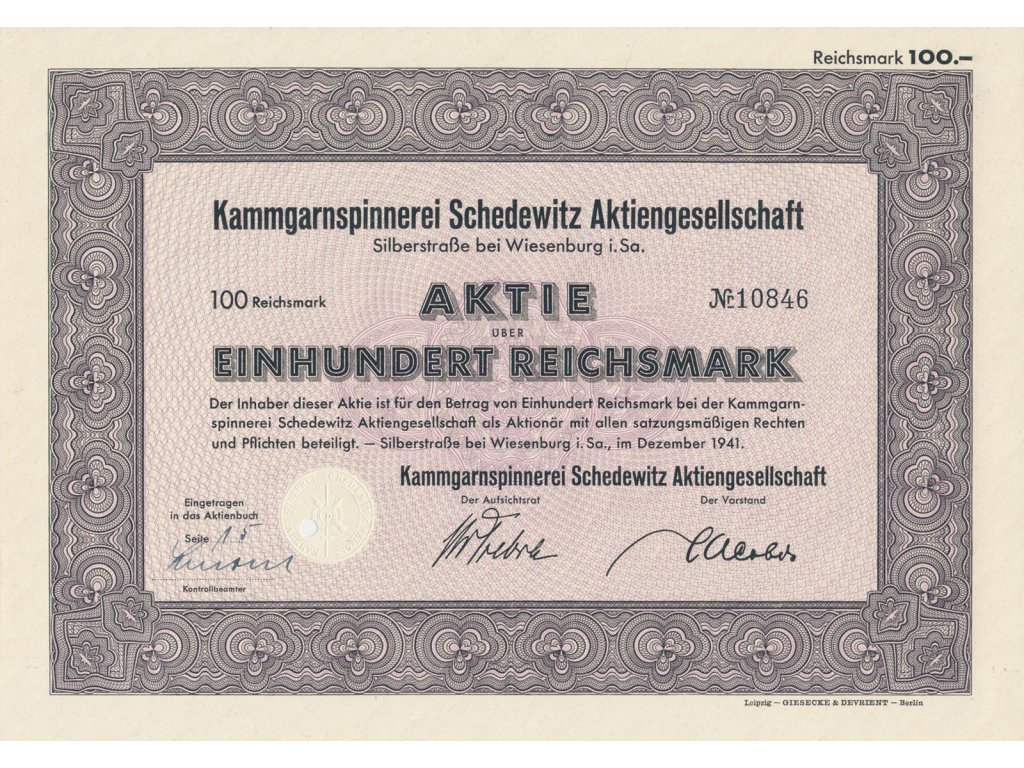 Reichsmark 100.–
Kammgarnspinnerei Schedewitz Aktiengesellschaft
Silberstraße bei Wiesenburg i. Sa.
100 Reichsmark
AKTIE
№ 10846
ÜBER
EINHUNDERT REICHSMARK
Der Inhaber dieser Aktie ist für den Betrag von Einhundert Reichsmark bei der Kammgarn-
spinnerei Schedewitz Aktiengesellschaft als Aktionär mit allen satzungsmäßigen Rechten
und Pflichten beteiligt. — Silberstraße bei Wiesenburg i. Sa., im Dezember 1941.
Kammgarnspinnerei Schedewitz Aktiengesellschaft
Der Aufsichtsrat
Der Vorstand
Eingetragen
in das Aktienbuch
Seite 15
Kontrollbeamter
Leipzig — GIESECKE & DEVRIENT — Berlin